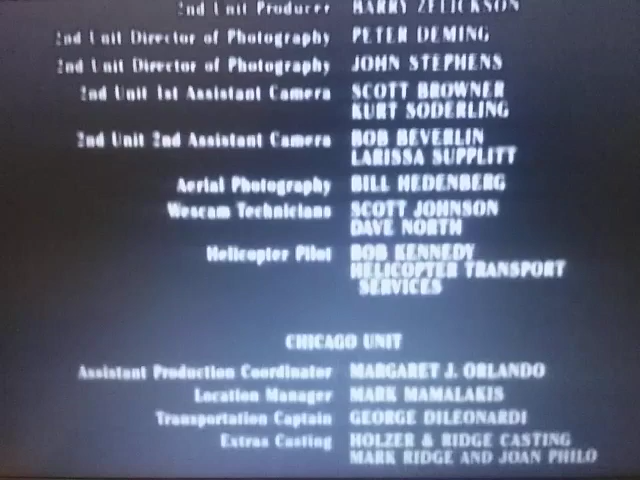 2nd Unit Producer BARRY ZELICKSON
2nd Unit Director of Photography PETER DEMING
2nd Unit Director of Photography JOHN STEPHENS
2nd Unit 1st Assistant Camera SCOTT BROWNER
KURT SODERLING
2nd Unit 2nd Assistant Camera BOB BEVERLIN
LARISSA SUPPLITT
Aerial Photography BILL HEDENBERG
Wescam Technicians SCOTT JOHNSON
DAVE NORTH
Helicopter Pilot BOB KENNEDY
HELICOPTER TRANSPORT
SERVICES
CHICAGO UNIT
Assistant Production Coordinator MARGARET J. ORLANDO
Location Manager MARK MAMALAKIS
Transportation Captain GEORGE DILEONARDI
Extras Casting HOLZER & RIDGE CASTING
MARK RIDGE AND JOAN PHILO